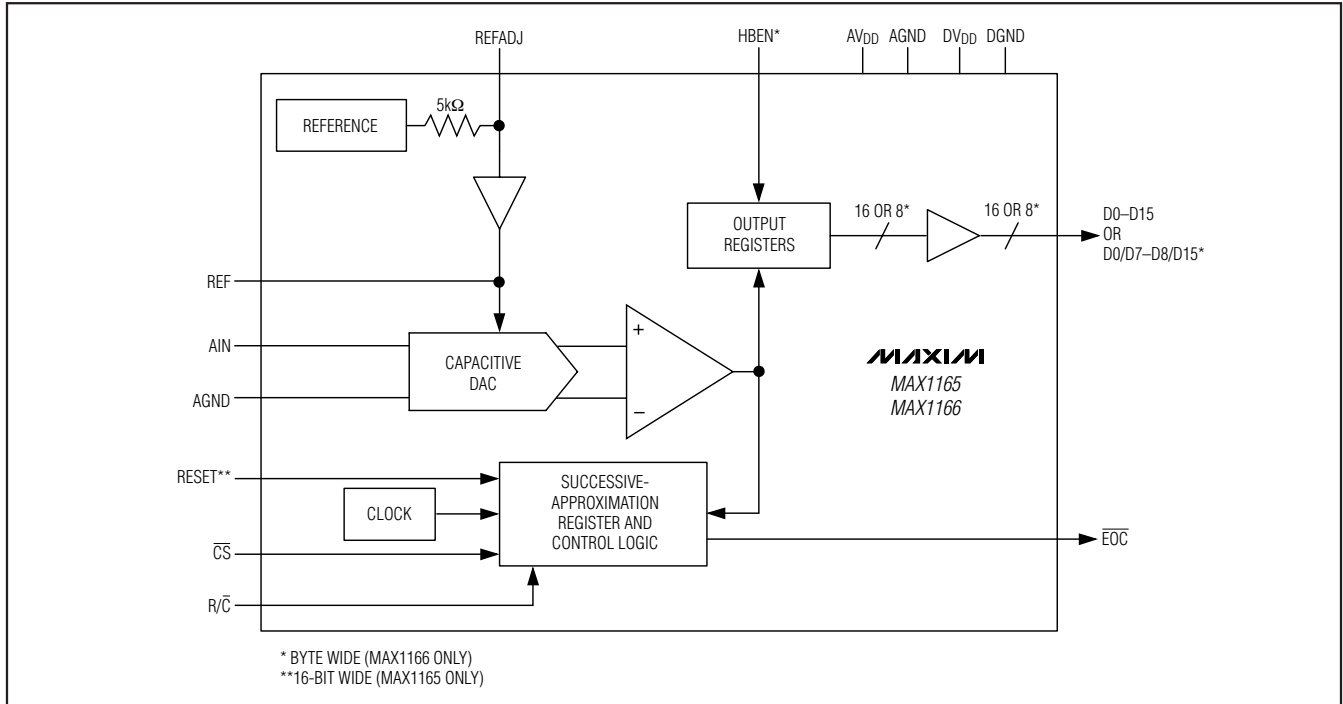 REFADJ
HBEN*
AVDD AGND DVDD DGND
5kΩ
REFERENCE
OUTPUT
REGISTERS
16 OR 8*
16 OR 8*
D0–D15
OR
D0/D7–D8/D15*
REF
AIN
AGND
CAPACITIVE
DAC
+
−
MAXIM
MAX1165
MAX1166
RESET**
CLOCK
C̅S̅
R/C̅
SUCCESSIVE-
APPROXIMATION
REGISTER AND
CONTROL LOGIC
E̅O̅C̅
* BYTE WIDE (MAX1166 ONLY)
**16-BIT WIDE (MAX1165 ONLY)